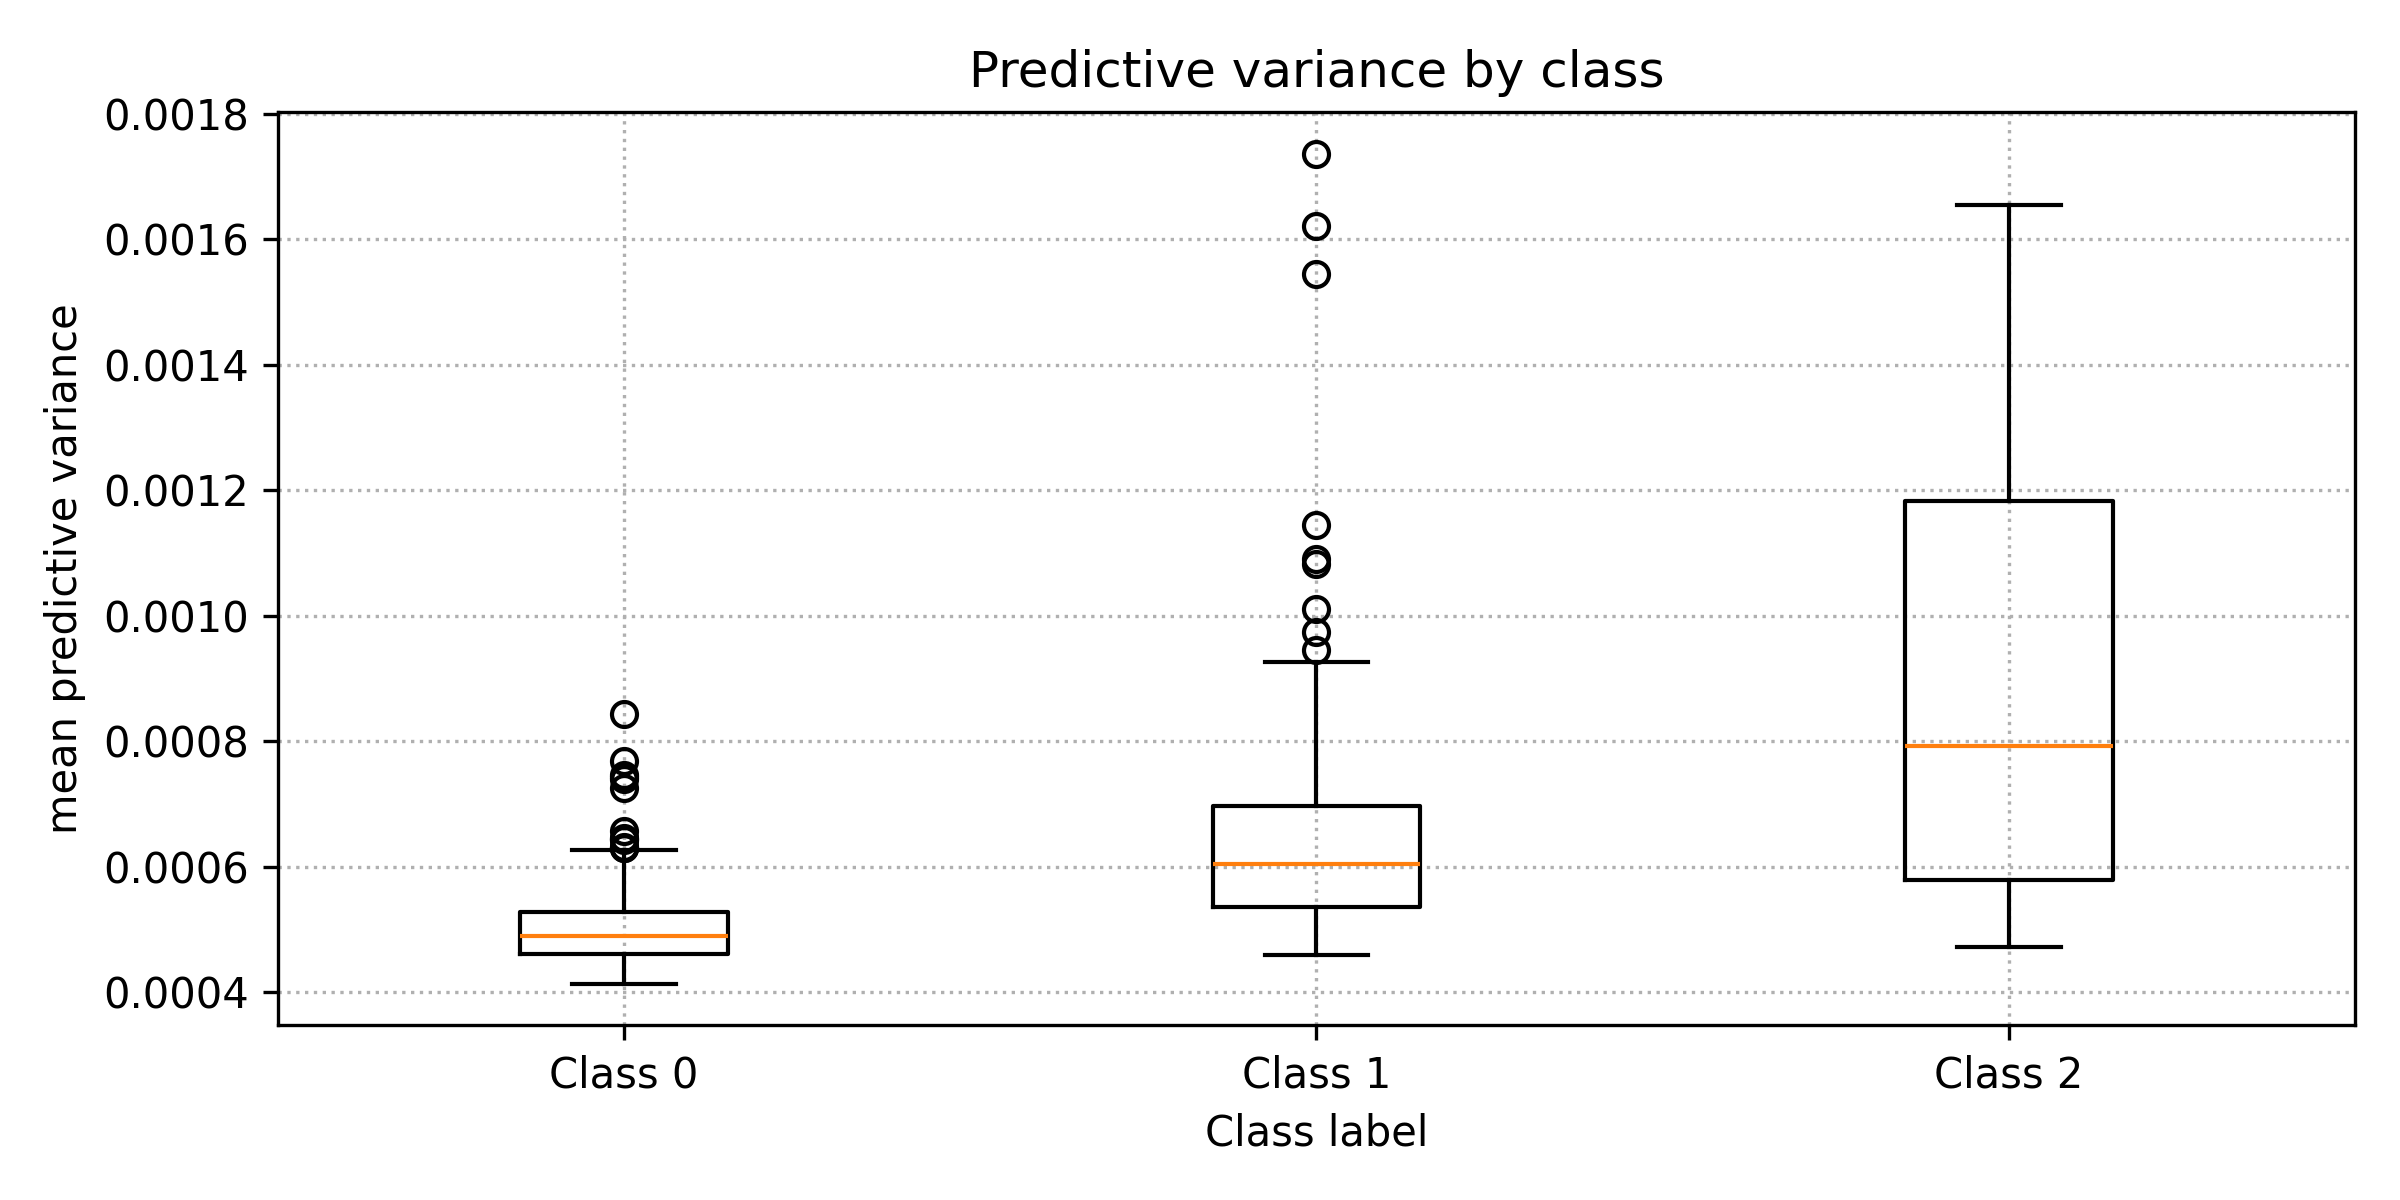 Predictive variance by class
0.0018
0.0016
0.0014
0.0012
0.0010
0.0008
0.0006
0.0004
mean predictive variance
Class 0
Class 1
Class 2
Class label